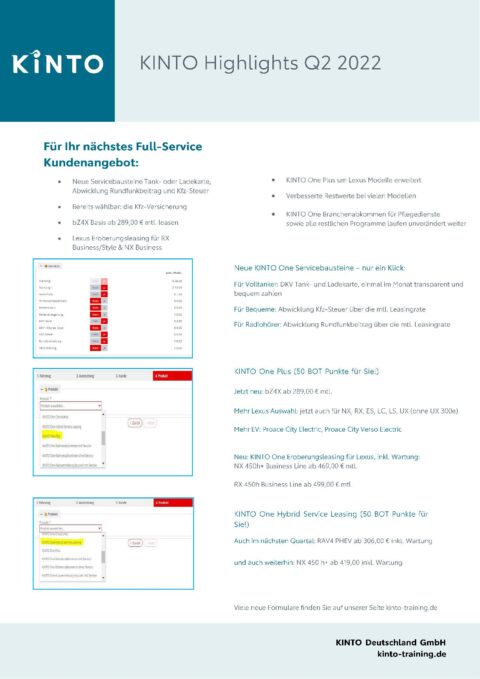 KINTO
KINTO Highlights Q2 2022
Für Ihr nächstes Full-Service
Kundenangebot:
• Neue Servicebausteine Tank- oder Ladekarte,
Abwicklung Rundfunkbeitrag und Kfz-Steuer
• Bereits wählbar: die Kfz-Versicherung
• bZ4X Basis ab 289,00 € mtl. leasen
• Lexus Eroberungsleasing für RX
Business/Style & NX Business
• KINTO One Plus um Lexus Modelle erweitert
• Verbesserte Restwerte bei vielen Modellen
• KINTO One Branchenabkommen für Pflegedienste
sowie alle restlichen Programme laufen unverändert weiter
Neue KINTO One Servicebausteine – nur ein Klick:
Für Volltanker: DKV Tank- und Ladekarte, einmal im Monat transparent und
bequem zahlen
Für Bequeme: Abwicklung Kfz-Steuer über die mtl. Leasingrate
Für Radiohörer: Abwicklung Rundfunkbeitrag über die mtl. Leasingrate
KINTO One Plus (50 BOT Punkte für Sie!)
Jetzt neu: bZ4X ab 289,00 € mtl.
Mehr Lexus Auswahl: jetzt auch für NX, RX, ES, LC, LS, UX (ohne UX 300e)
Mehr EV: Proace City Electric, Proace City Verso Electric
Neu: KINTO One Eroberungsleasing für Lexus, inkl. Wartung:
NX 450h+ Business Line ab 469,00 € mtl.
RX 450h Business Line ab 499,00 € mtl.
KINTO One Hybrid Service Leasing (50 BOT Punkte für
Sie!)
Auch im nächsten Quartal: RAV4 PHEV ab 306,00 € inkl. Wartung
und auch weiterhin: NX 450 h+ ab 419,00 inkl. Wartung
Viele neue Formulare finden Sie auf unserer Seite kinto-training.de
KINTO Deutschland GmbH
kinto-training.de